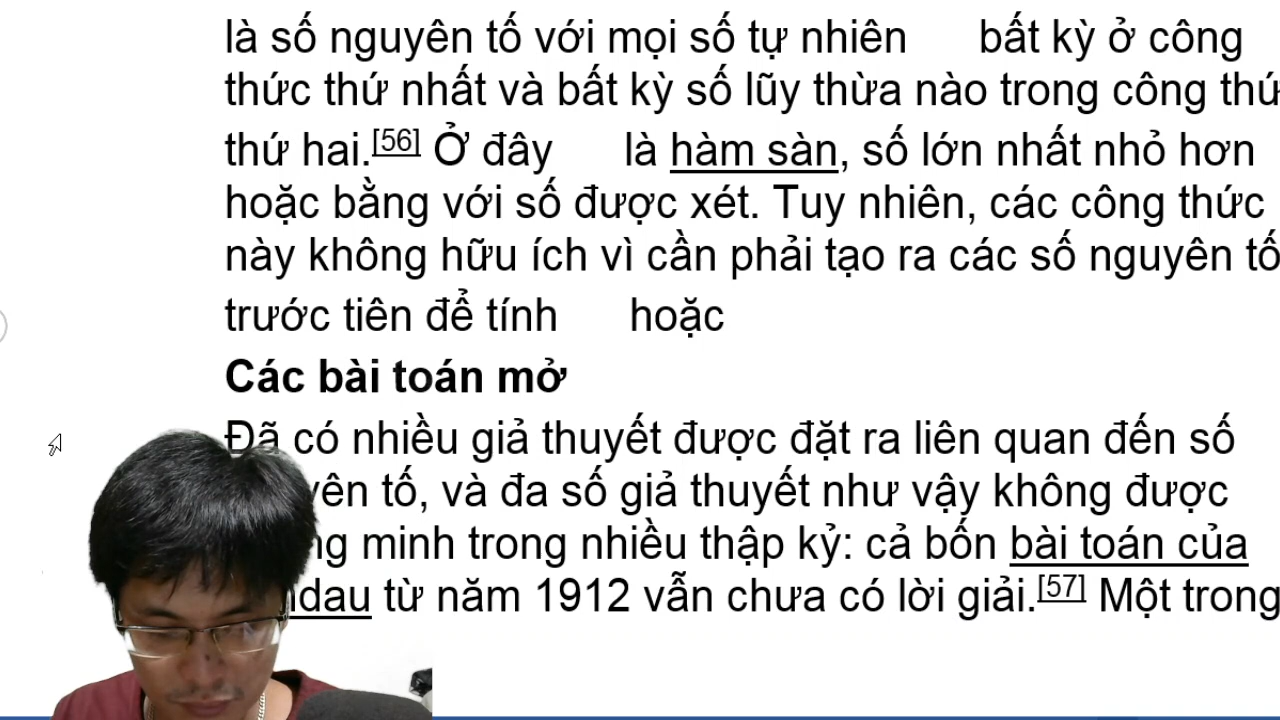 là số nguyên tố với mọi số tự nhiên bất kỳ ở công
thức thứ nhất và bất kỳ số lũy thừa nào trong công thứ
thứ hai.[56] Ở đây là hàm sàn, số lớn nhất nhỏ hơn
hoặc bằng với số được xét. Tuy nhiên, các công thức
này không hữu ích vì cần phải tạo ra các số nguyên tố
trước tiên để tính hoặc
Các bài toán mở
Đã có nhiều giả thuyết được đặt ra liên quan đến số
tố, và đa số giả thuyết như vậy không được
minh trong nhiều thập kỷ: cả bốn bài toán của
từ năm 1912 vẫn chưa có lời giải.[57] Một trong